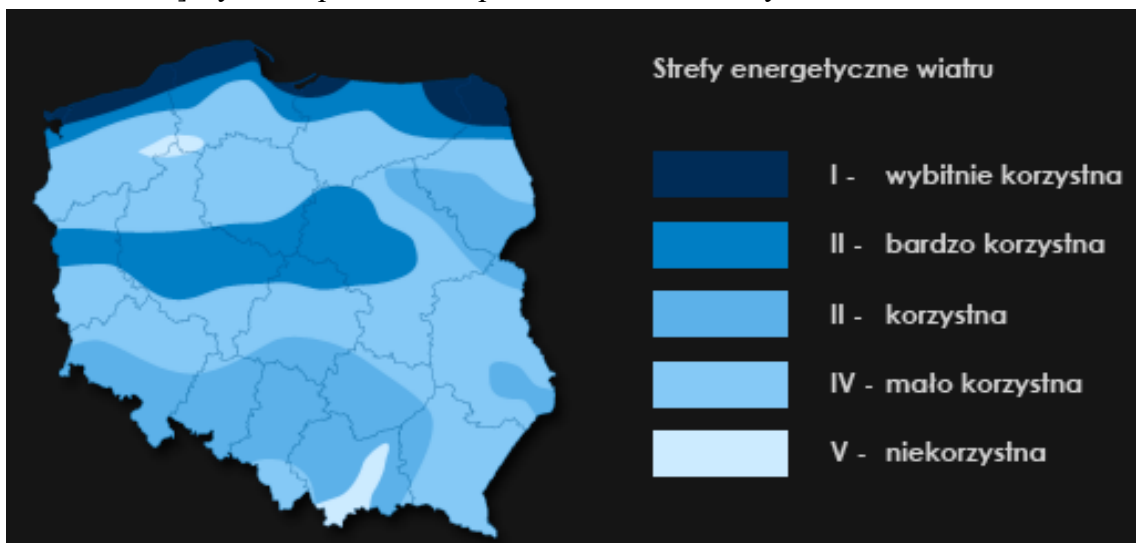 Strefy energetyczne wiatru
I - wybitnie korzystna
II - bardzo korzystna
II - korzystna
IV - mało korzystna
V - niekorzystna